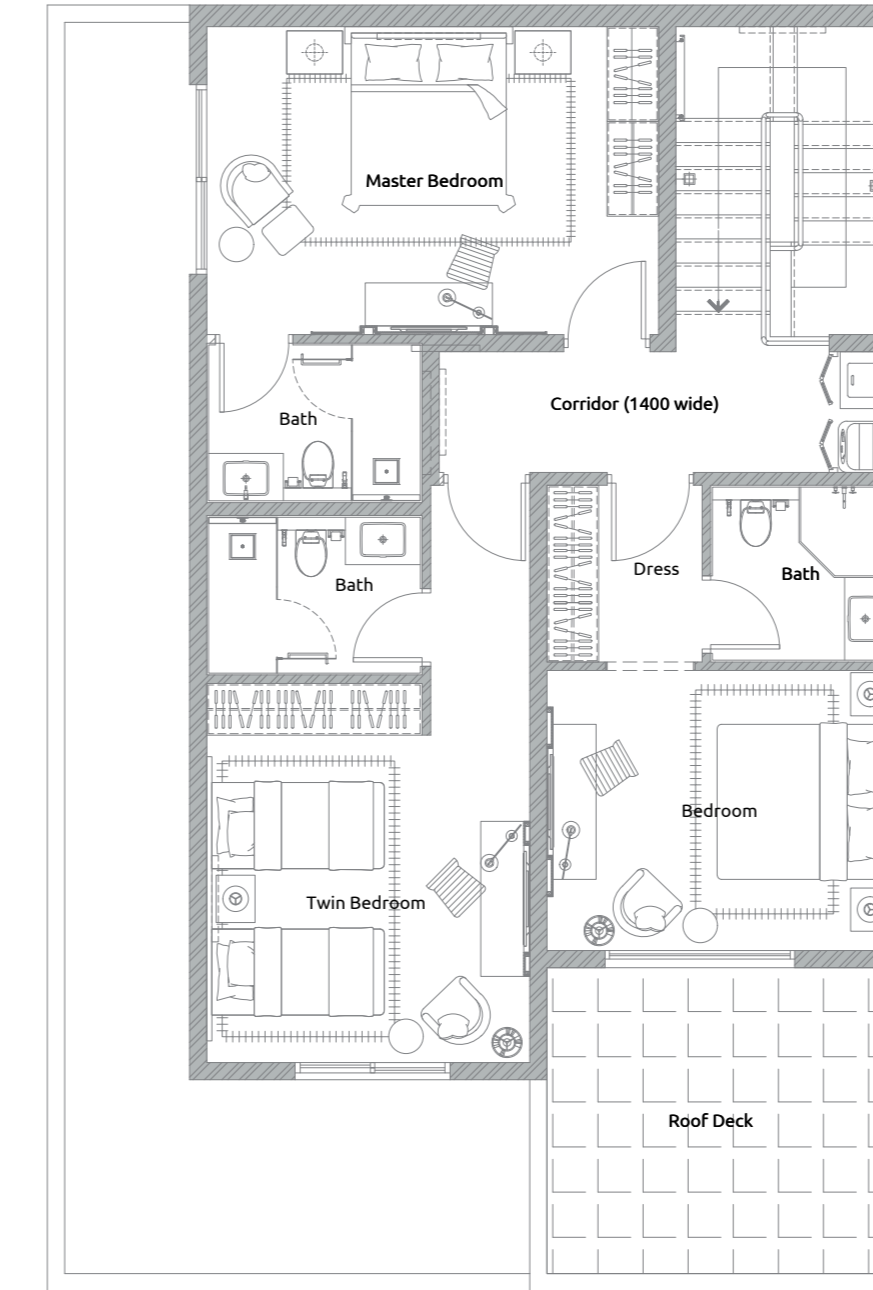 Master Bedroom
Corridor (1400 wide)
Bath
Dress
Bath
Bath
Bedroom
Twin Bedroom
Roof Deck